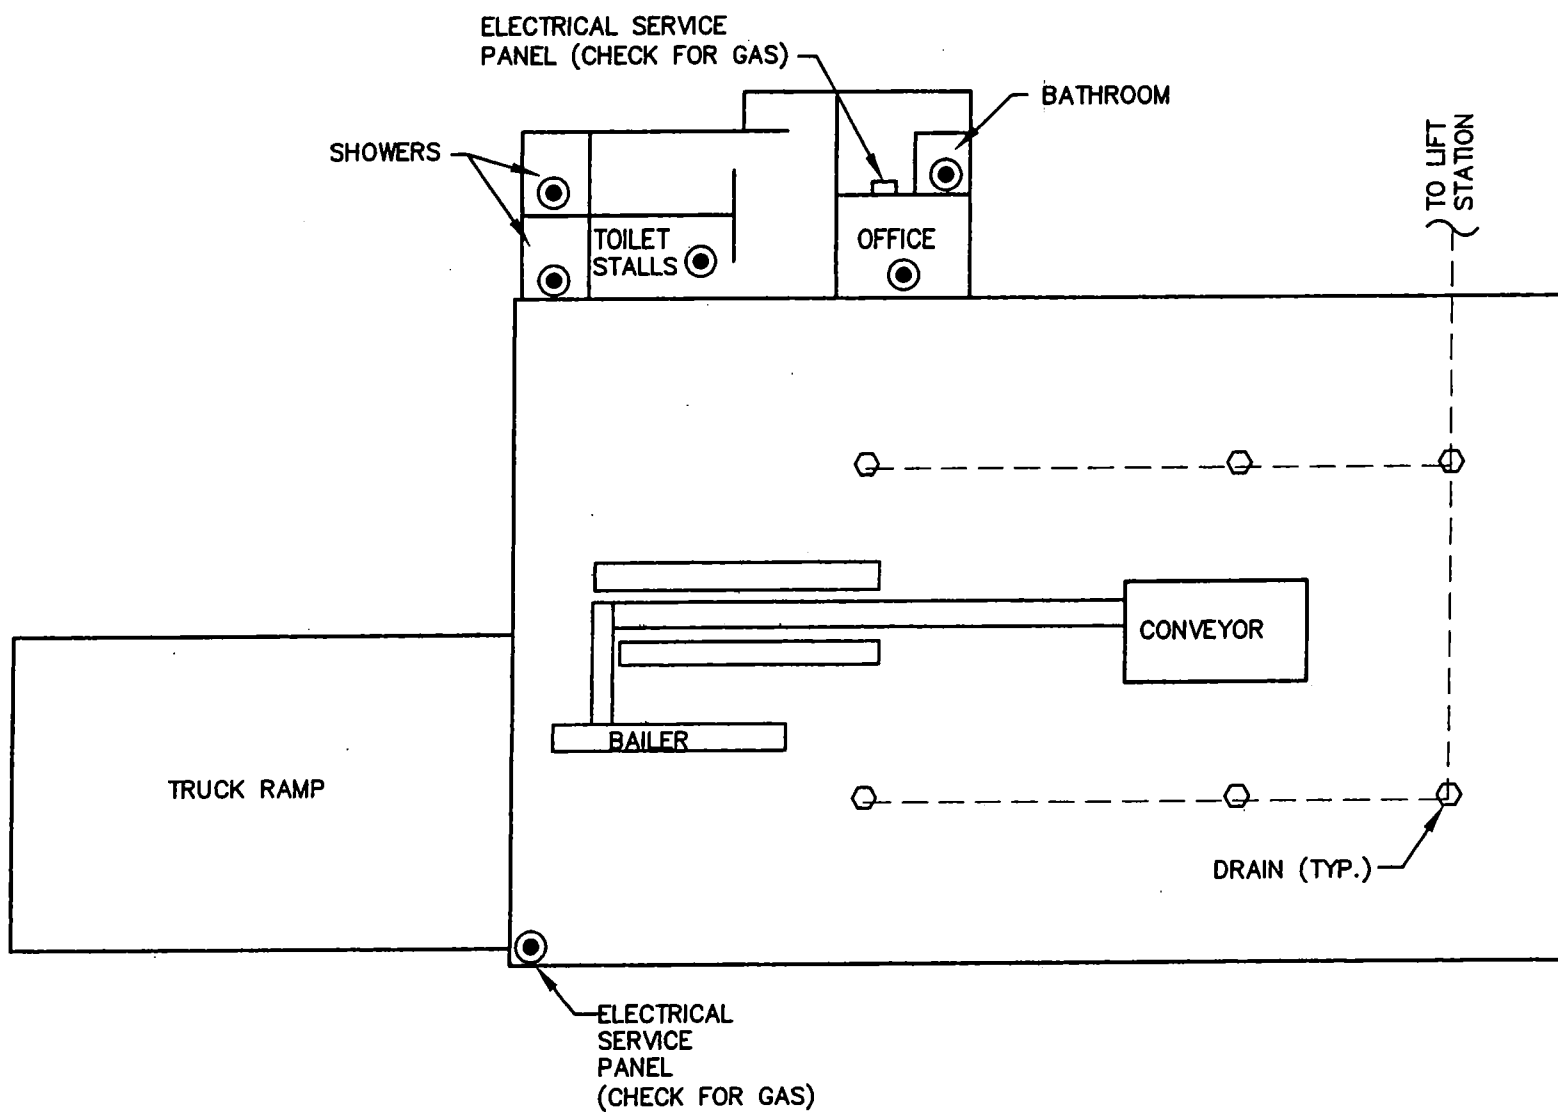 ELECTRICAL SERVICE
PANEL (CHECK FOR GAS)
BATHROOM
SHOWERS
TO LIFT
STATION
TOILET
STALLS
OFFICE
CONVEYOR
BAILER
TRUCK RAMP
DRAIN (TYP.)
ELECTRICAL
SERVICE
PANEL
(CHECK FOR GAS)